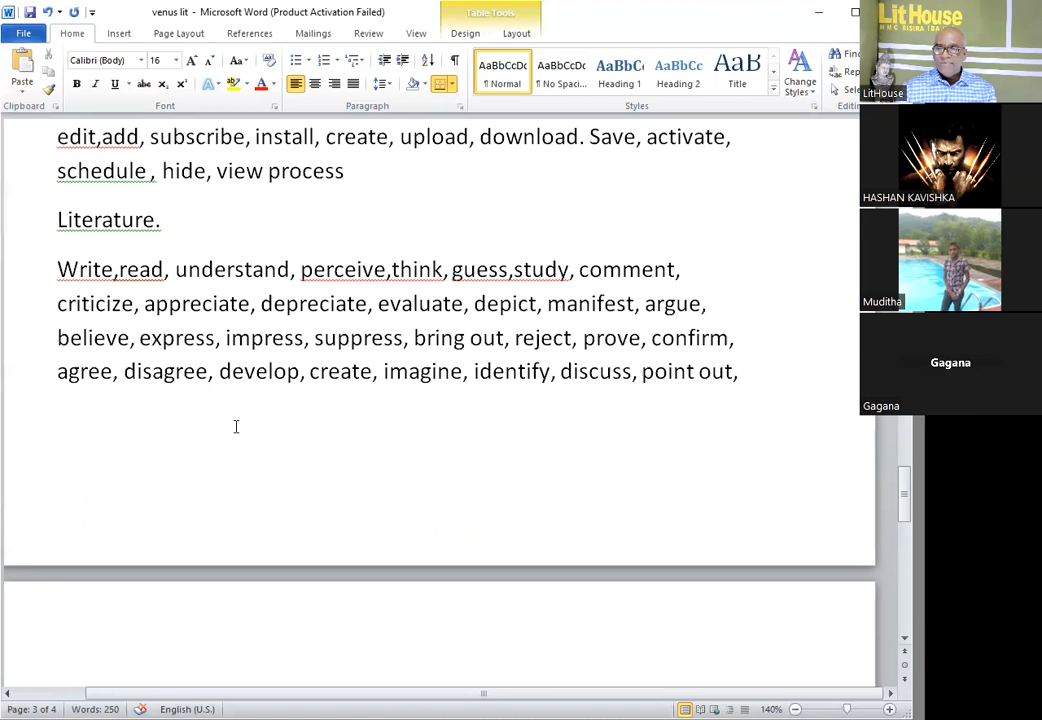 venus lit - Microsoft Word (Product Activation Failed)
Table Tools
File Home Insert Page Layout References Mailings Review View Design Layout
Paste
Calibri (Body) 16
B I U abc x₂ x²
AaBbCcDc AaBbCcDc AaBbC AaBbCc AaB
¶ Normal ¶ No Spaci... Heading 1 Heading 2 Title
Change Styles
Clipboard Font Paragraph Styles
edit,add, subscribe, install, create, upload, download. Save, activate,
schedule , hide, view process
Literature.
Write,read, understand, perceive,think, guess,study, comment,
criticize, appreciate, depreciate, evaluate, depict, manifest, argue,
believe, express, impress, suppress, bring out, reject, prove, confirm,
agree, disagree, develop, create, imagine, identify, discuss, point out,
LitHouse
LitHouse
HASHAN KAVISHKA
Muditha
Gagana
Gagana
Page: 3 of 4 Words: 250 English (U.S.) 140%